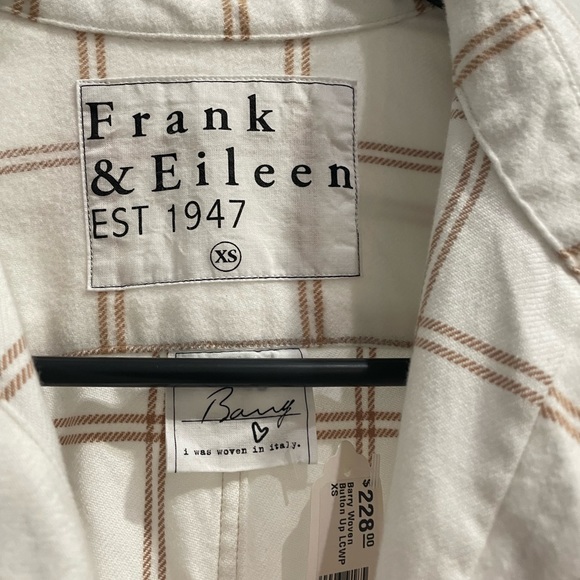 Frank
& Eileen
EST 1947
XS
Barry
i was woven in italy.
$228.00
Barry Woven
Button Up LCWP
XS